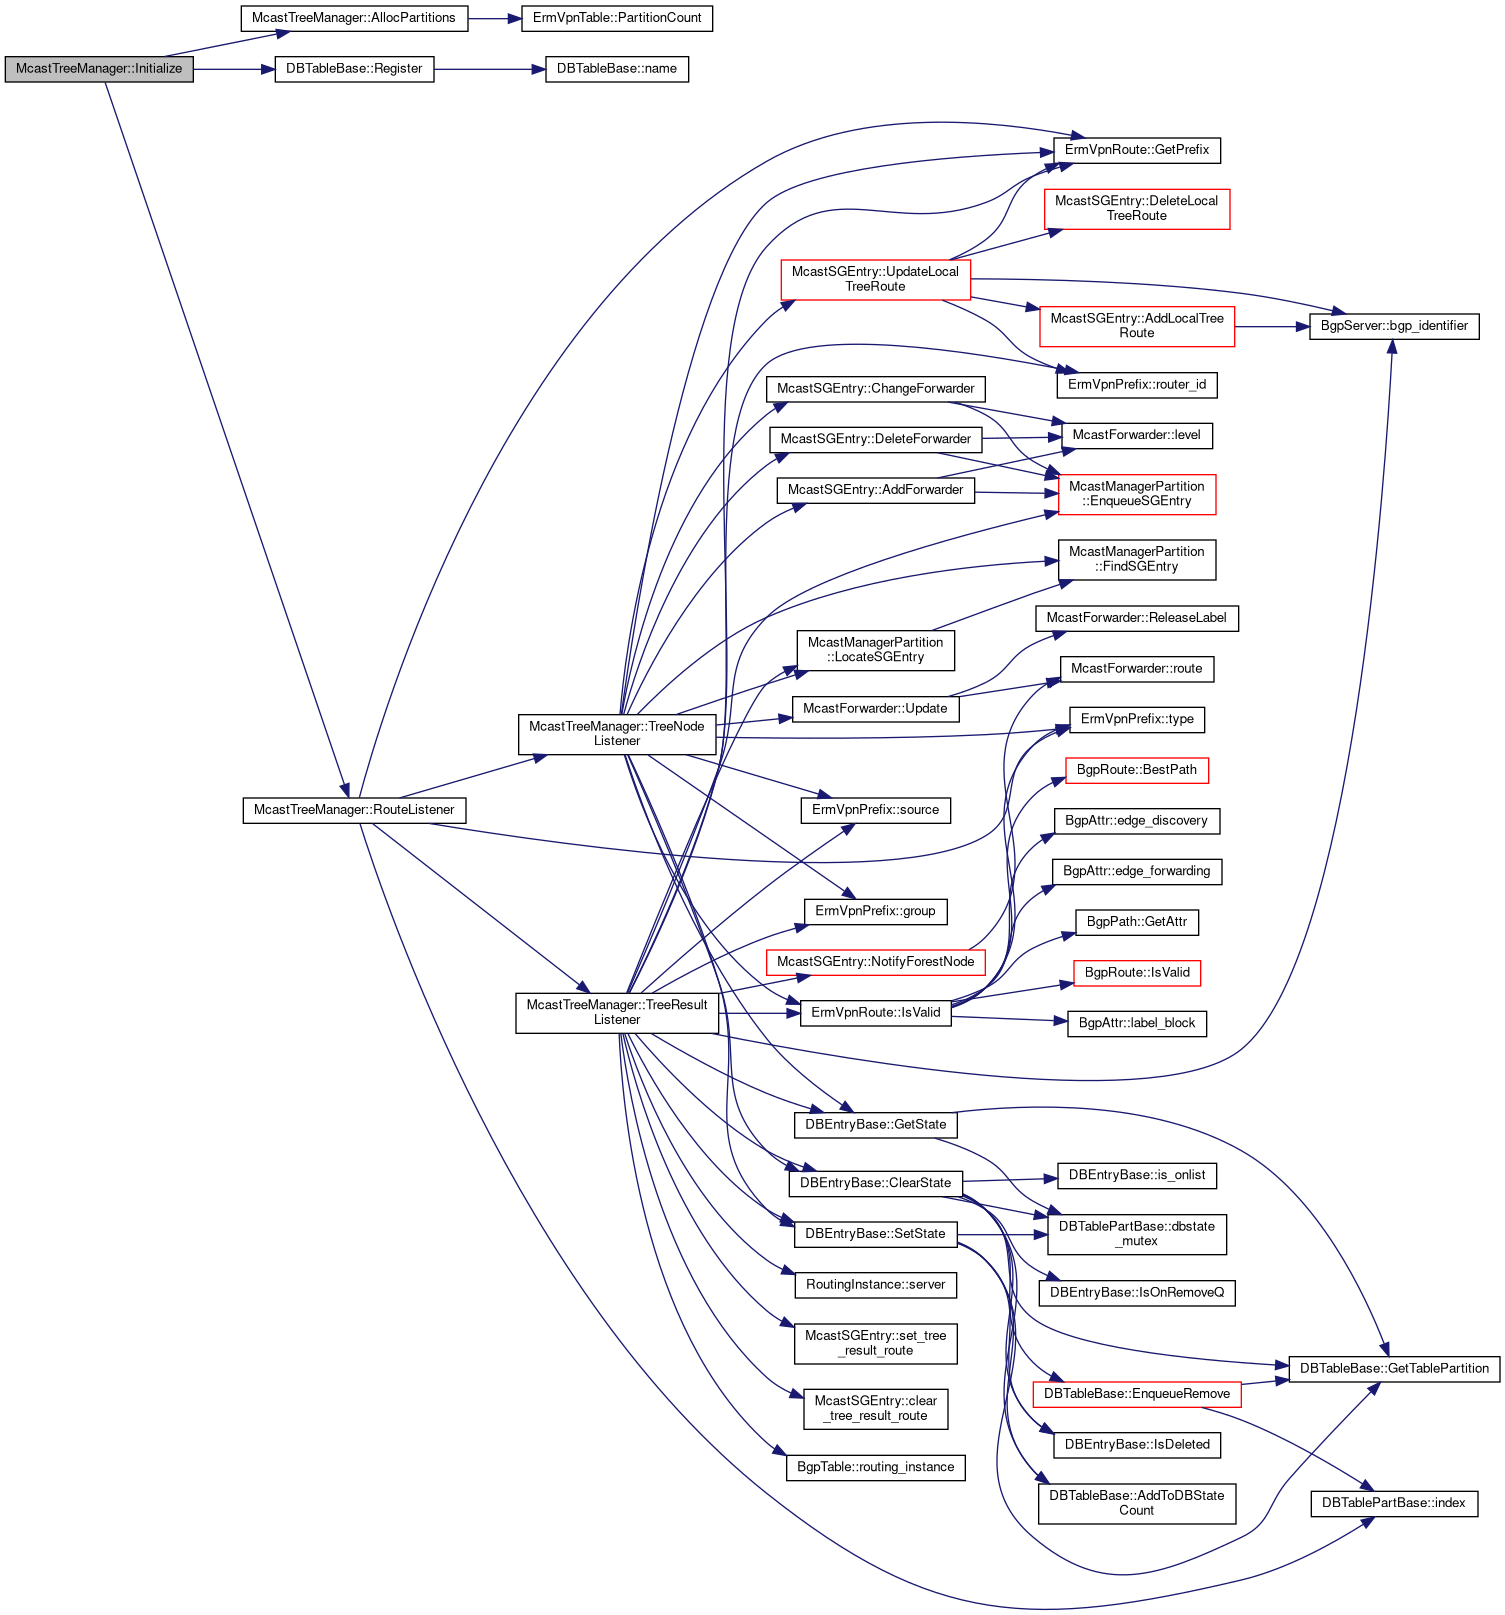 McastTreeManager::Initialize
McastTreeManager::AllocPartitions
ErmVpnTable::PartitionCount
DBTableBase::Register
DBTableBase::name
McastTreeManager::RouteListener
McastTreeManager::TreeNode
Listener
McastTreeManager::TreeResult
Listener
McastSGEntry::UpdateLocal
TreeRoute
McastSGEntry::ChangeForwarder
McastSGEntry::DeleteForwarder
McastSGEntry::AddForwarder
McastManagerPartition
::LocateSGEntry
McastForwarder::Update
ErmVpnPrefix::source
ErmVpnPrefix::group
McastSGEntry::NotifyForestNode
ErmVpnRoute::IsValid
DBEntryBase::GetState
DBEntryBase::ClearState
DBEntryBase::SetState
RoutingInstance::server
McastSGEntry::set_tree
_result_route
McastSGEntry::clear
_tree_result_route
BgpTable::routing_instance
ErmVpnRoute::GetPrefix
McastSGEntry::DeleteLocal
TreeRoute
McastSGEntry::AddLocalTree
Route
ErmVpnPrefix::router_id
McastForwarder::level
McastManagerPartition
::EnqueueSGEntry
McastManagerPartition
::FindSGEntry
McastForwarder::ReleaseLabel
McastForwarder::route
ErmVpnPrefix::type
BgpRoute::BestPath
BgpAttr::edge_discovery
BgpAttr::edge_forwarding
BgpPath::GetAttr
BgpRoute::IsValid
BgpAttr::label_block
DBEntryBase::is_onlist
DBTablePartBase::dbstate
_mutex
DBEntryBase::IsOnRemoveQ
DBTableBase::EnqueueRemove
DBEntryBase::IsDeleted
DBTableBase::AddToDBState
Count
BgpServer::bgp_identifier
DBTableBase::GetTablePartition
DBTablePartBase::index